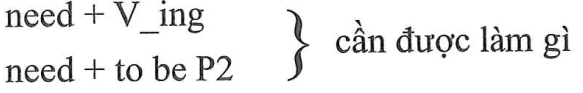 need + V_ing
need + to be P2
} cần được làm gì